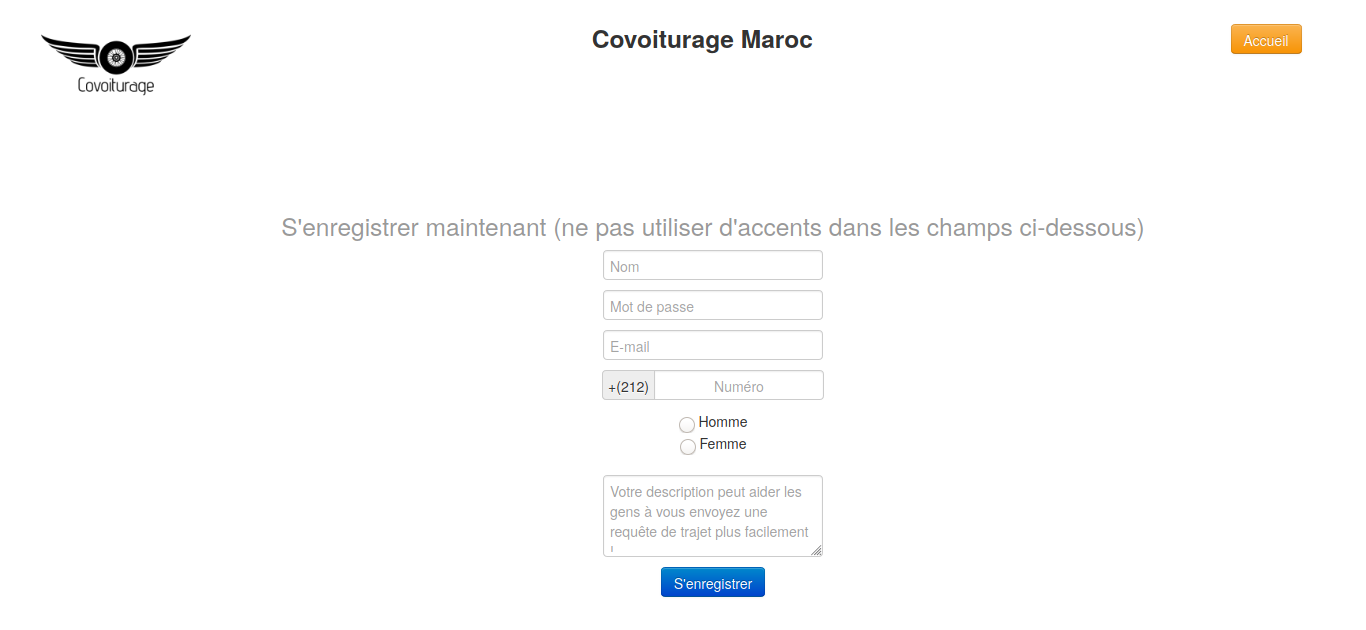 Covoiturage
Covoiturage Maroc
Accueil
S'enregistrer maintenant (ne pas utiliser d'accents dans les champs ci-dessous)
Nom
Mot de passe
E-mail
+(212) Numéro
Homme
Femme
Votre description peut aider les
gens à vous envoyez une
requête de trajet plus facilement
S'enregistrer